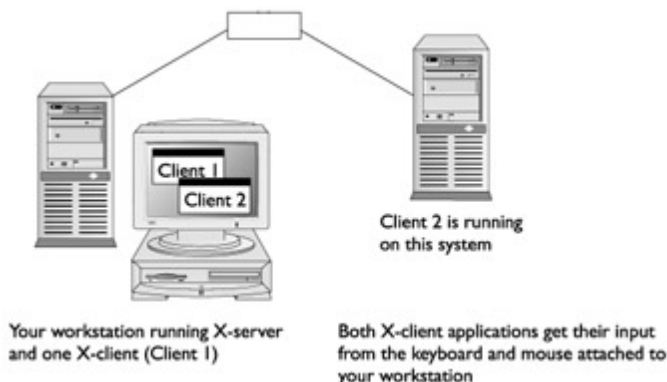 Client 1
Client 2
Client 2 is running
on this system
Your workstation running X-server
and one X-client (Client 1)
Both X-client applications get their input
from the keyboard and mouse attached to
your workstation